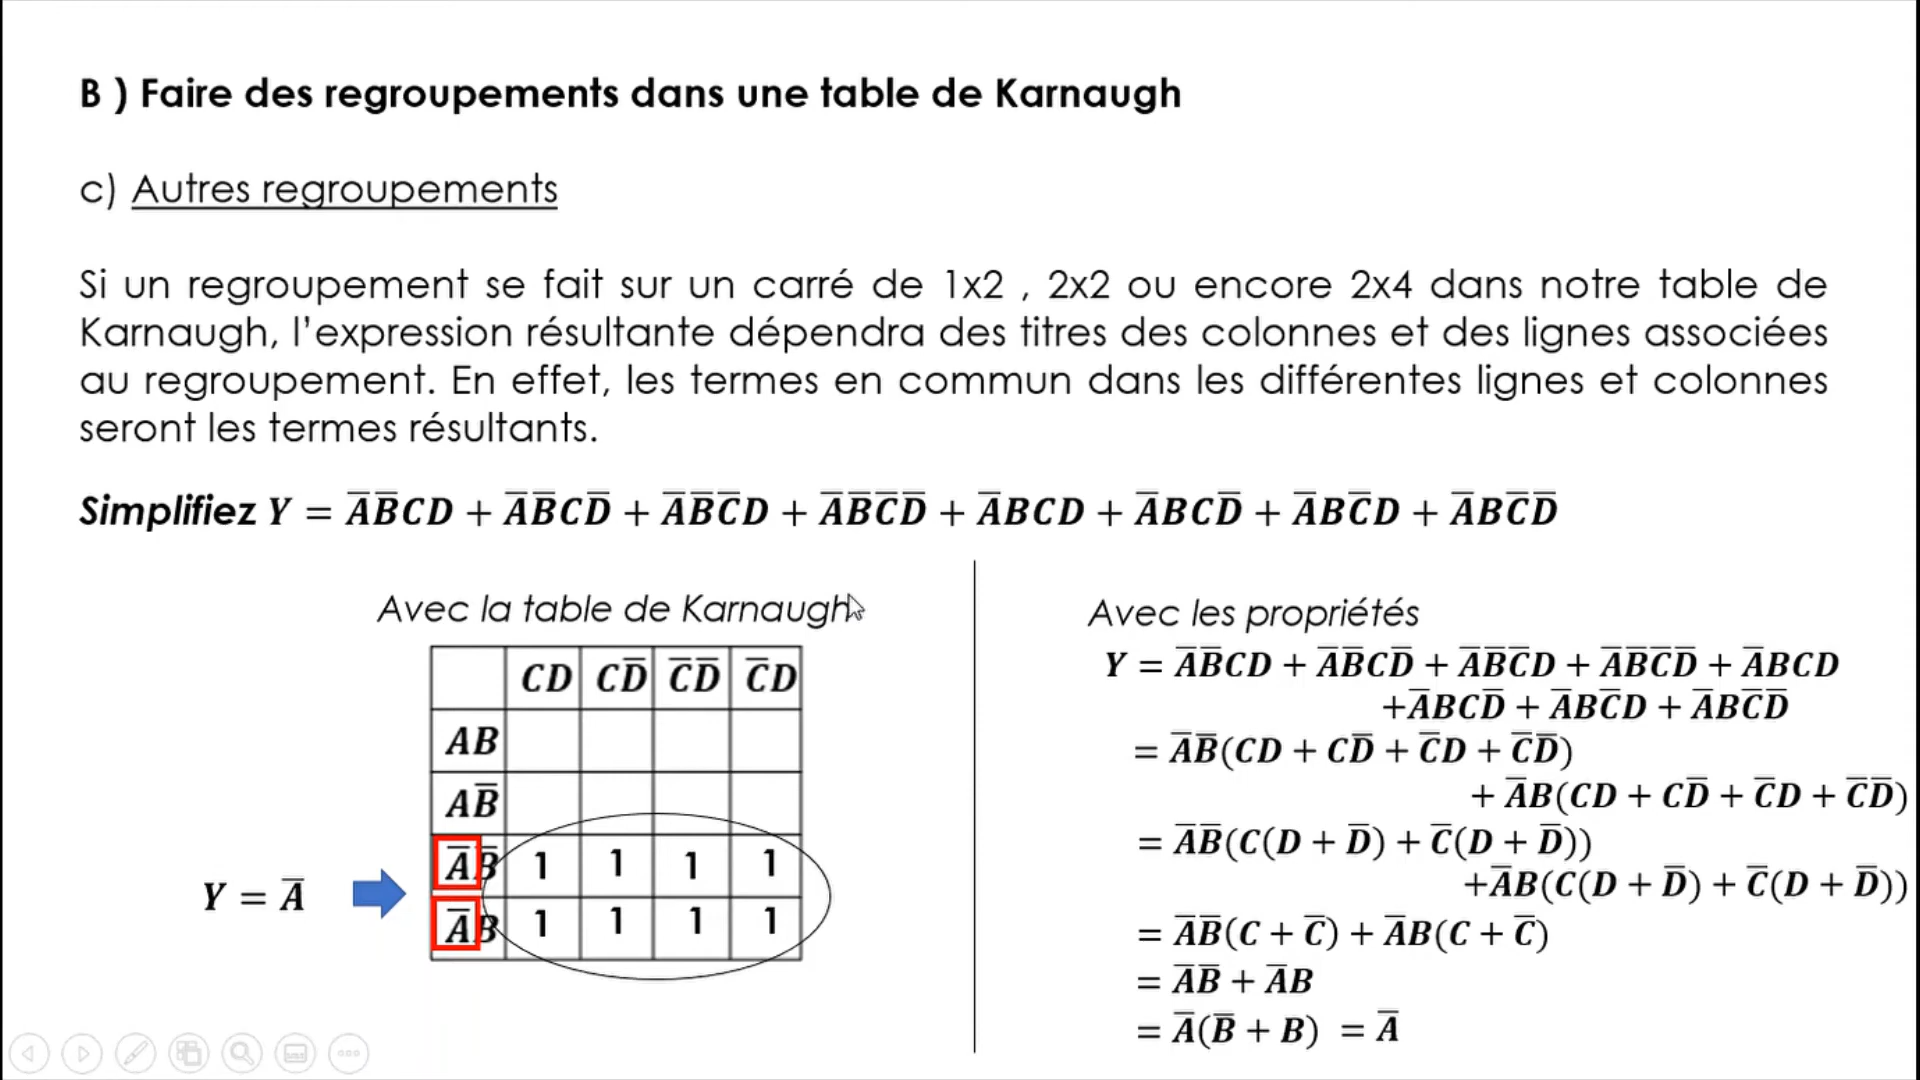 B ) Faire des regroupements dans une table de Karnaugh
c) Autres regroupements
Si un regroupement se fait sur un carré de 1x2 , 2x2 ou encore 2x4 dans notre table de
Karnaugh, l’expression résultante dépendra des titres des colonnes et des lignes associées
au regroupement. En effet, les termes en commun dans les différentes lignes et colonnes
seront les termes résultants.
Simplifiez Y = A̅B̅CD + A̅B̅CD̅ + A̅B̅C̅D + A̅B̅C̅D̅ + A̅BCD + A̅BCD̅ + A̅BC̅D + A̅BC̅D̅
Avec la table de Karnaugh
CD CD̅ C̅D̅ C̅D
AB
AB̅
A̅B̅ 1 1 1 1
A̅B 1 1 1 1
Y = A̅
Avec les propriétés
Y = A̅B̅CD + A̅B̅CD̅ + A̅B̅C̅D + A̅B̅C̅D̅ + A̅BCD
+A̅BCD̅ + A̅BC̅D + A̅BC̅D̅
= A̅B̅(CD + CD̅ + C̅D + C̅D̅)
+ A̅B(CD + CD̅ + C̅D + C̅D̅)
= A̅B̅(C(D + D̅) + C̅(D + D̅))
+A̅B(C(D + D̅) + C̅(D + D̅))
= A̅B̅(C + C̅) + A̅B(C + C̅)
= A̅B̅ + A̅B
= A̅(B̅ + B) = A̅